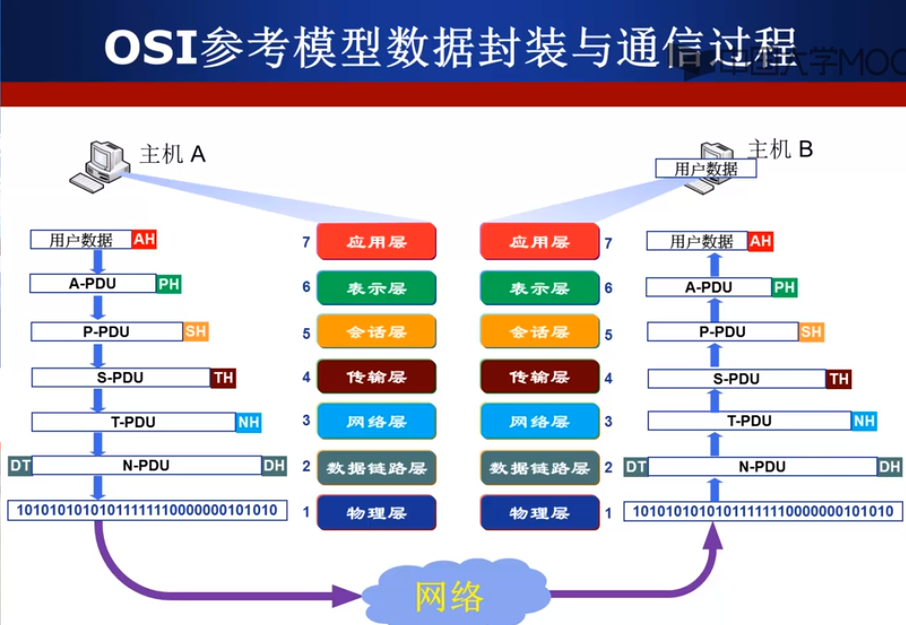 OSI参考模型数据封装与通信过程
中国大学MOO
主机 A
主机 B
用户数据
用户数据 AH
7 应用层
应用层 7
用户数据 AH
A-PDU PH
6 表示层
表示层 6
A-PDU PH
P-PDU SH
5 会话层
会话层 5
P-PDU SH
S-PDU TH
4 传输层
传输层 4
S-PDU TH
T-PDU NH
3 网络层
网络层 3
T-PDU NH
DT N-PDU DH
2 数据链路层
数据链路层 2
DT N-PDU DH
10101010101011111110000000101010
1 物理层
物理层 1
10101010101011111110000000101010
网络